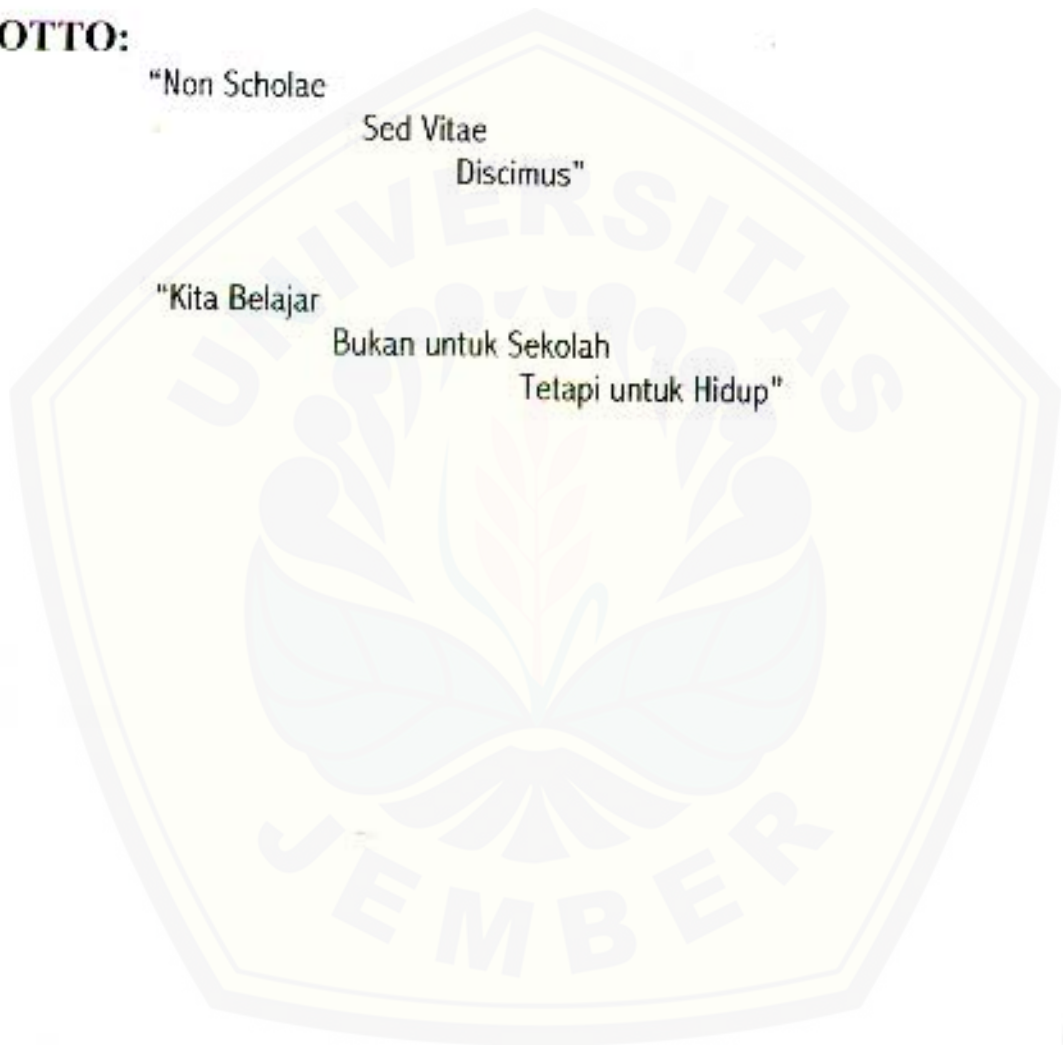 OTTO:
"Non Scholae
Sed Vitae
Discimus"
"Kita Belajar
Bukan untuk Sekolah
Tetapi untuk Hidup"
UNIVERSITAS
JEMBER